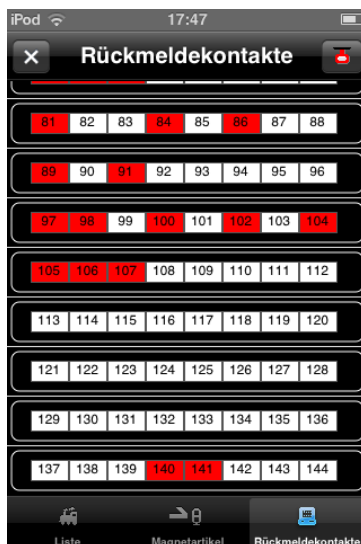 iPod 17:47
Rückmeldekontakte
81 82 83 84 85 86 87 88
89 90 91 92 93 94 95 96
97 98 99 100 101 102 103 104
105 106 107 108 109 110 111 112
113 114 115 116 117 118 119 120
121 122 123 124 125 126 127 128
129 130 131 132 133 134 135 136
137 138 139 140 141 142 143 144
Liste Magnetartikel Rückmeldekontakte